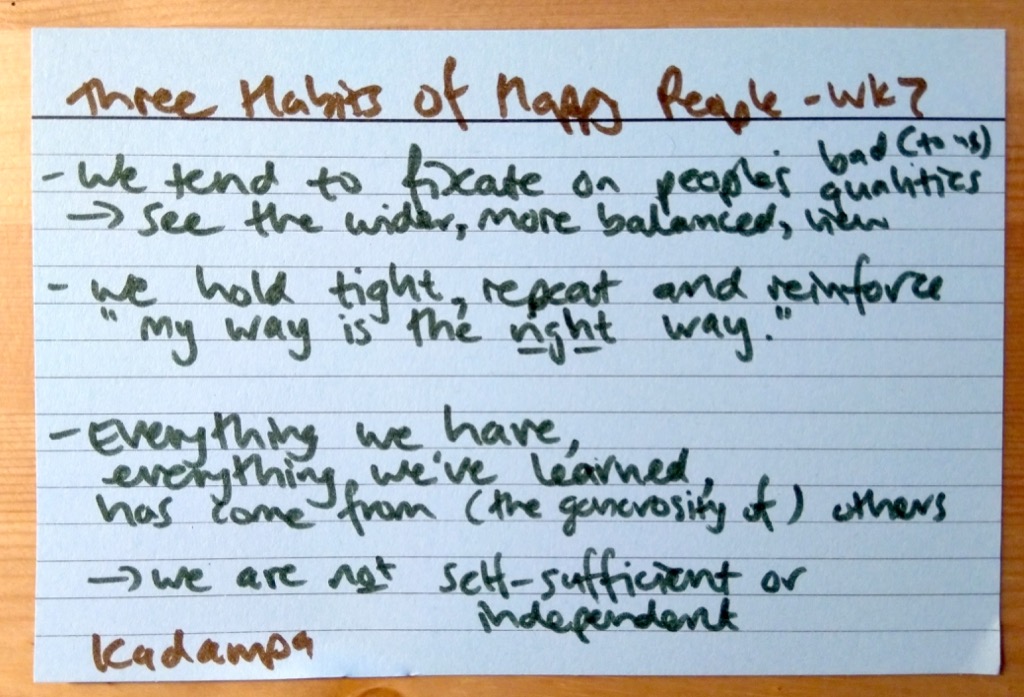 Three Habits of Happy People - Wk7
- We tend to fixate on people's bad (to us) qualities
→ See the wider, more balanced, view
- we hold tight, repeat and reinforce
"my way is the right way."
- Everything we have,
everything we've learned,
has come from (the generosity of) others
→ we are not self-sufficient or
independent
Kadampa